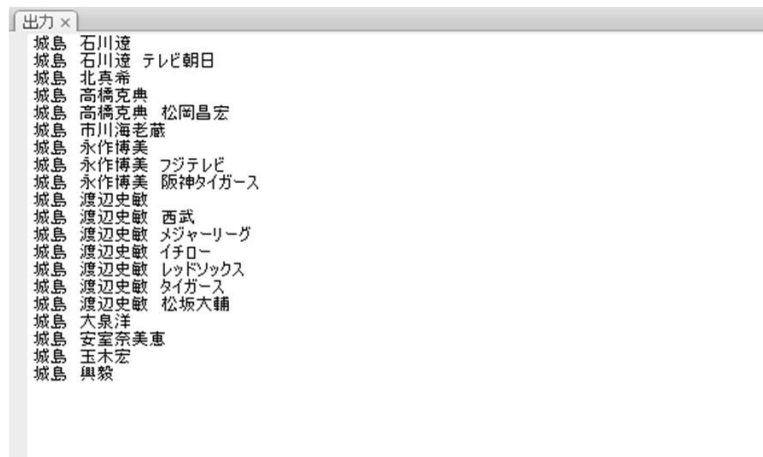 出力 ×
城島 石川遼
城島 石川遼 テレビ朝日
城島 北真希
城島 高橋克典
城島 高橋克典 松岡昌宏
城島 市川海老蔵
城島 永作博美
城島 永作博美 フジテレビ
城島 永作博美 阪神タイガース
城島 渡辺史敏
城島 渡辺史敏 西武
城島 渡辺史敏 メジャーリーグ
城島 渡辺史敏 イチロー
城島 渡辺史敏 レッドソックス
城島 渡辺史敏 タイガース
城島 渡辺史敏 松坂大輔
城島 大泉洋
城島 安室奈美恵
城島 玉木宏
城島 興毅